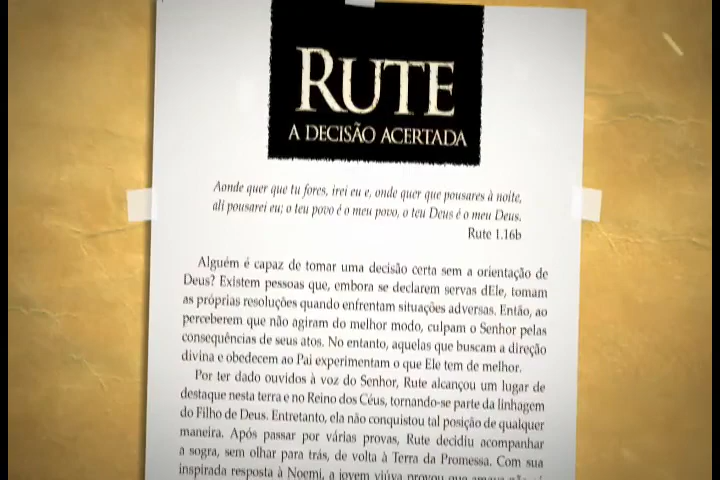 RUTE
A DECISÃO ACERTADA
Aonde quer que tu fores, irei eu e, onde quer que pousares à noite,
ali pousarei eu; o teu povo é o meu povo, o teu Deus é o meu Deus.
Rute 1.16b
Alguém é capaz de tomar uma decisão certa sem a orientação de
Deus? Existem pessoas que, embora se declarem servas dEle, tomam
as próprias resoluções quando enfrentam situações adversas. Então, ao
perceberem que não agiram do melhor modo, culpam o Senhor pelas
consequências de seus atos. No entanto, aquelas que buscam a direção
divina e obedecem ao Pai experimentam o que Ele tem de melhor.
Por ter dado ouvidos à voz do Senhor, Rute alcançou um lugar de
destaque nesta terra e no Reino dos Céus, tornando-se parte da linhagem
do Filho de Deus. Entretanto, ela não conquistou tal posição de qualquer
maneira. Após passar por várias provas, Rute decidiu acompanhar
a sogra, sem olhar para trás, de volta à Terra da Promessa. Com sua
inspirada resposta à Noemi, a jovem viúva provou que